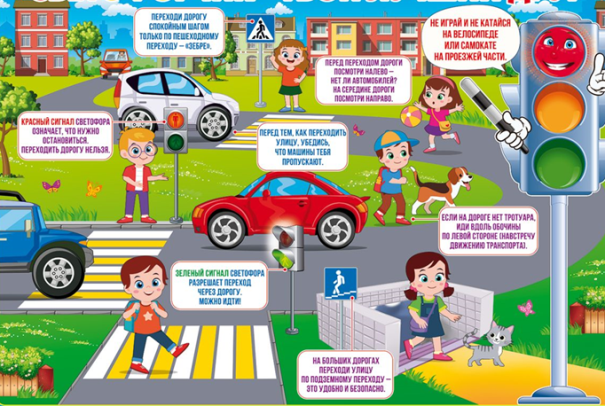 ПЕРЕХОДИ ДОРОГУ
СПОКОЙНЫМ ШАГОМ
ТОЛЬКО ПО ПЕШЕХОДНОМУ
ПЕРЕХОДУ – «ЗЕБРЕ».
НЕ ИГРАЙ И НЕ КАТАЙСЯ
НА ВЕЛОСИПЕДЕ
ИЛИ САМОКАТЕ
НА ПРОЕЗЖЕЙ ЧАСТИ.
ПЕРЕД ПЕРЕХОДОМ ДОРОГИ
ПОСМОТРИ НАЛЕВО –
НЕТ ЛИ АВТОМОБИЛЕЙ?
НА СЕРЕДИНЕ ДОРОГИ
ПОСМОТРИ НАПРАВО.
КРАСНЫЙ СИГНАЛ СВЕТОФОРА
ОЗНАЧАЕТ, ЧТО НУЖНО
ОСТАНОВИТЬСЯ.
ПЕРЕХОДИТЬ ДОРОГУ НЕЛЬЗЯ.
ПЕРЕД ТЕМ, КАК ПЕРЕХОДИТЬ
УЛИЦУ, УБЕДИСЬ,
ЧТО МАШИНЫ ТЕБЯ
ПРОПУСКАЮТ.
ЕСЛИ НА ДОРОГЕ НЕТ ТРОТУАРА,
ИДИ ВДОЛЬ ОБОЧИНЫ
ПО ЛЕВОЙ СТОРОНЕ (НАВСТРЕЧУ
ДВИЖЕНИЮ ТРАНСПОРТА).
ЗЕЛЕНЫЙ СИГНАЛ СВЕТОФОРА
РАЗРЕШАЕТ ПЕРЕХОД
ЧЕРЕЗ ДОРОГУ.
МОЖНО ИДТИ!
НА БОЛЬШИХ ДОРОГАХ
ПЕРЕХОДИ УЛИЦУ
ПО ПОДЗЕМНОМУ ПЕРЕХОДУ –
ЭТО УДОБНО И БЕЗОПАСНО.